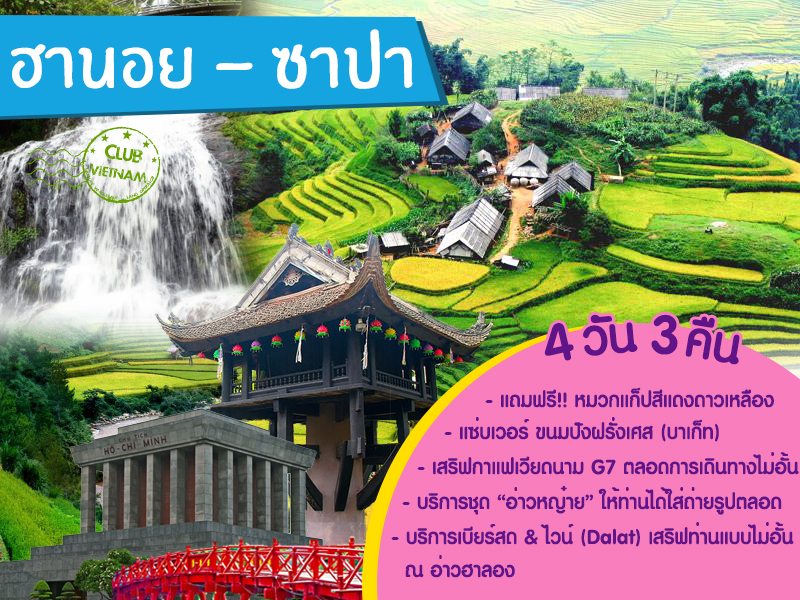 ฮานอย – ซาปา
CLUB
VIETNAM
CHU TICH
HO-CHI-MINH
4 วัน 3 คืน
- แถมฟรี!! หมวกแก็ปสีแดงดาวเหลือง
- แซ่บเวอร์ ขนมปังฝรั่งเศส (บาเก็ท)
- เสริฟกาแฟเวียดนาม G7 ตลอดการเดินทางไม่อั้น
- บริการชุด “อ่าวหญ๋าย” ให้ท่านได้ใส่ถ่ายรูปตลอด
- บริการเบียร์สด & ไวน์ (Dalat) เสริฟท่านแบบไม่อั้น
ณ อ่าวฮาลอง